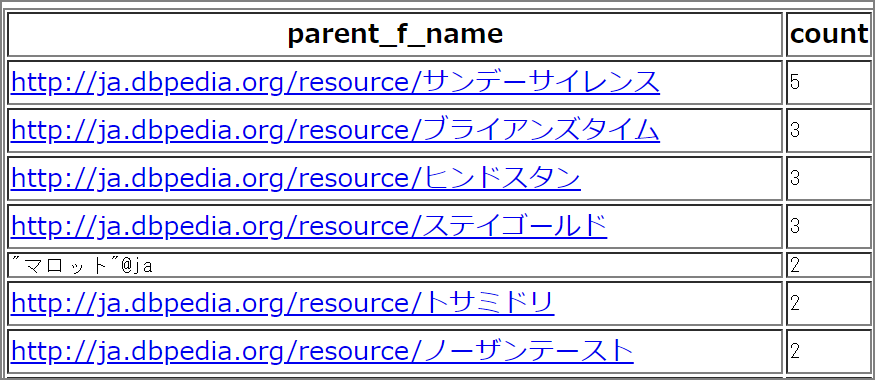 parent_f_name count
http://ja.dbpedia.org/resource/サンデーサイレンス 5
http://ja.dbpedia.org/resource/ブライアンズタイム 3
http://ja.dbpedia.org/resource/ヒンドスタン 3
http://ja.dbpedia.org/resource/ステイゴールド 3
"マロット"@ja 2
http://ja.dbpedia.org/resource/トサミドリ 2
http://ja.dbpedia.org/resource/ノーザンテースト 2